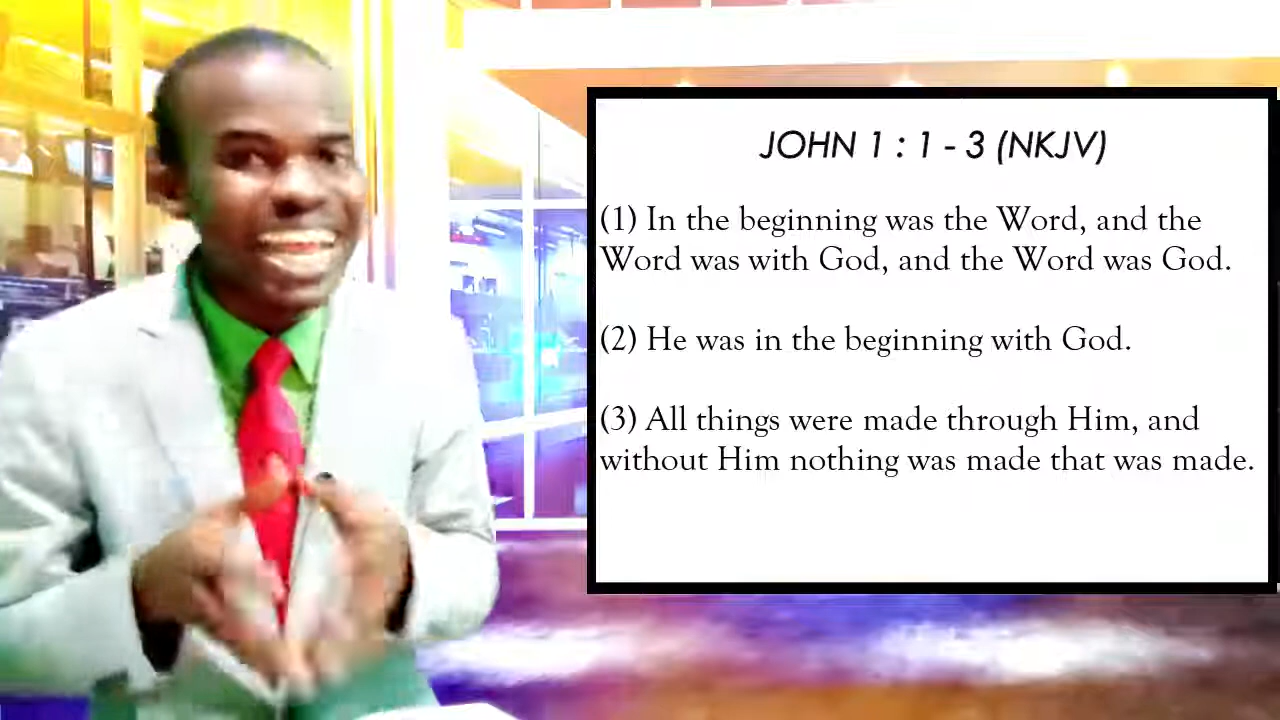 JOHN 1 : 1 - 3 (NKJV)
(1) In the beginning was the Word, and the
Word was with God, and the Word was God.
(2) He was in the beginning with God.
(3) All things were made through Him, and
without Him nothing was made that was made.